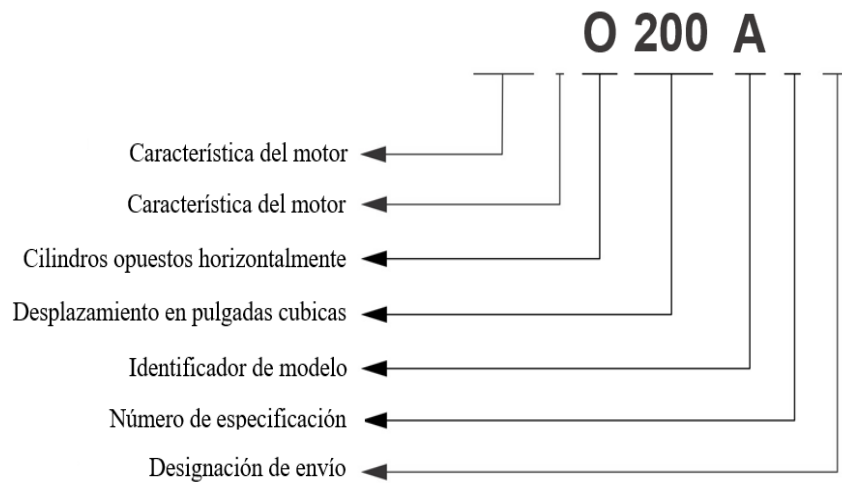 O 200 A
Característica del motor
Característica del motor
Cilindros opuestos horizontalmente
Desplazamiento en pulgadas cubicas
Identificador de modelo
Número de especificación
Designación de envío